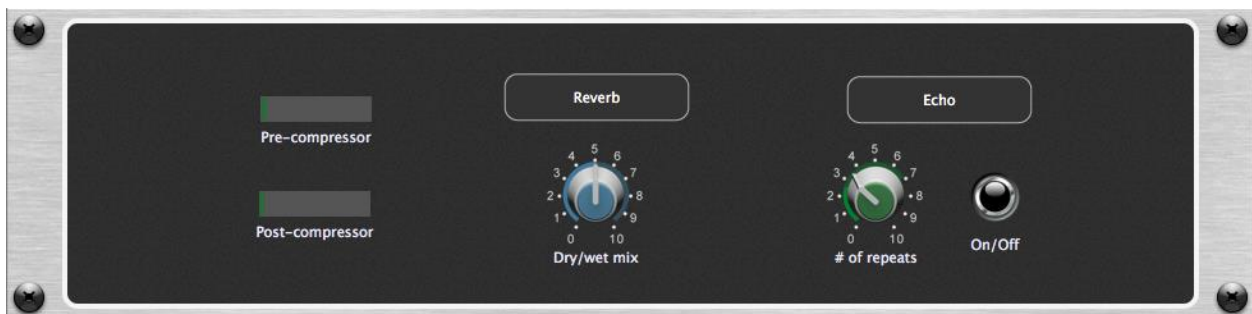 Reverb
Echo
Pre-compressor
Post-compressor
0 1 2 3 4 5 6 7 8 9 10
Dry/wet mix
0 1 2 3 4 5 6 7 8 9 10
# of repeats
On/Off